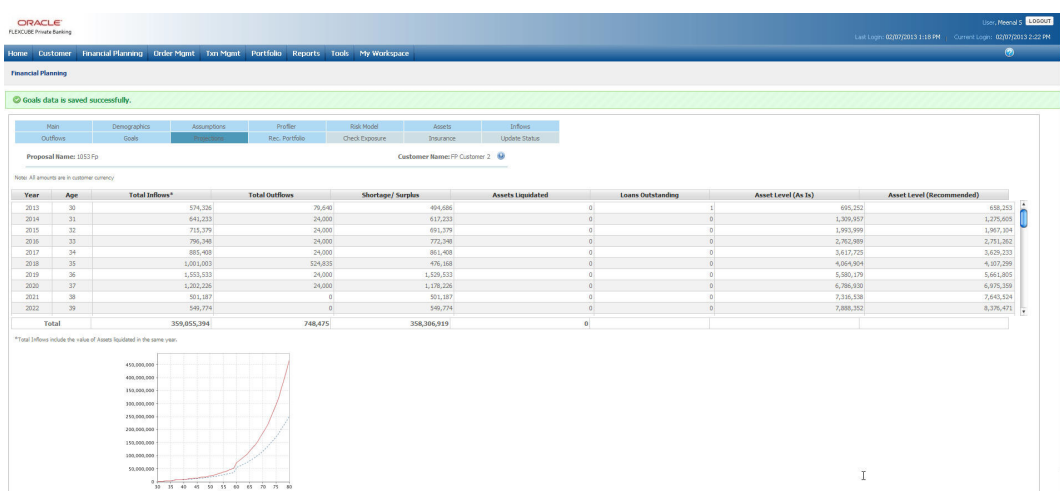 ORACLE
FLEXCUBE Private Banking
User, Meenal S LOGOUT
Last Login: 02/07/2013 1:18 PM Current Login: 02/07/2013 2:22 PM
Home Customer Financial Planning Order Mgmt Txn Mgmt Portfolio Reports Tools My Workspace
Financial Planning
Goals data is saved successfully.
Main Demographics Assumptions Profiler Risk Model Assets Inflows
Outflows Goals Projections Rec. Portfolio Check Exposure Insurance Update Status
Proposal Name: 1053 Fp Customer Name: FP Customer 2
Note: All amounts are in customer currency
Year Age Total Inflows* Total Outflows Shortage/ Surplus Assets Liquidated Loans Outstanding Asset Level (As Is) Asset Level (Recommended)
2013 30 574,326 79,640 494,686 0 1 695,252 658,253
2014 31 641,233 24,000 617,233 0 0 1,309,957 1,275,605
2015 32 715,379 24,000 691,379 0 0 1,993,999 1,967,104
2016 33 796,348 24,000 772,348 0 0 2,762,989 2,751,262
2017 34 885,408 24,000 861,408 0 0 3,617,725 3,629,233
2018 35 1,001,003 524,835 476,168 0 0 4,064,904 4,107,299
2019 36 1,553,533 24,000 1,529,533 0 0 5,580,179 5,661,805
2020 37 1,202,226 24,000 1,178,226 0 0 6,786,930 6,975,359
2021 38 501,187 0 501,187 0 0 7,316,538 7,643,524
2022 39 549,774 0 549,774 0 0 7,888,352 8,376,471
Total 359,055,394 748,475 358,306,919 0
*Total Inflows include the value of Assets liquidated in the same year.
450,000,000
400,000,000
350,000,000
300,000,000
250,000,000
200,000,000
150,000,000
100,000,000
50,000,000
0
30 35 40 45 50 55 60 65 70 75 80